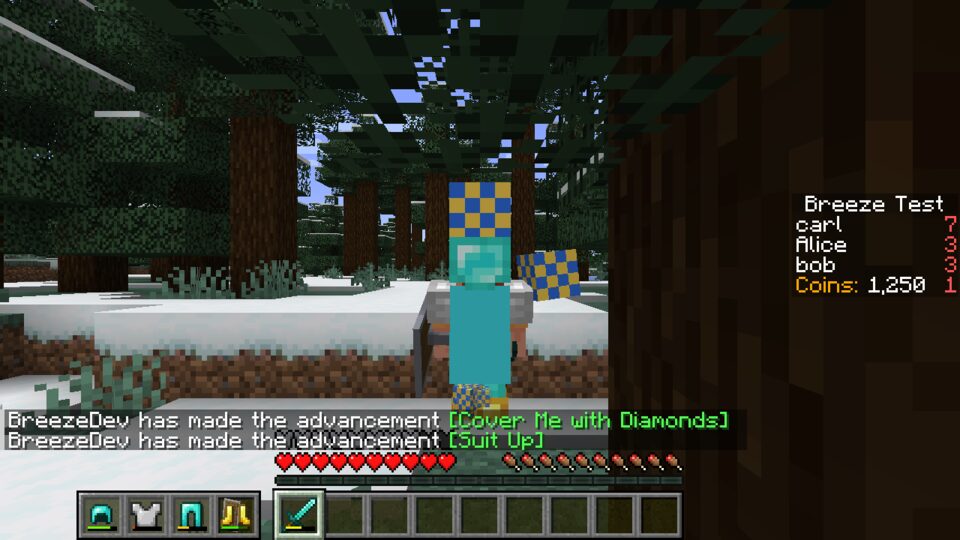 Breeze Test
carl 7
Alice 3
bob 3
Coins: 1,250 1
BreezeDev has made the advancement [Cover Me with Diamonds]
BreezeDev has made the advancement [Suit Up]